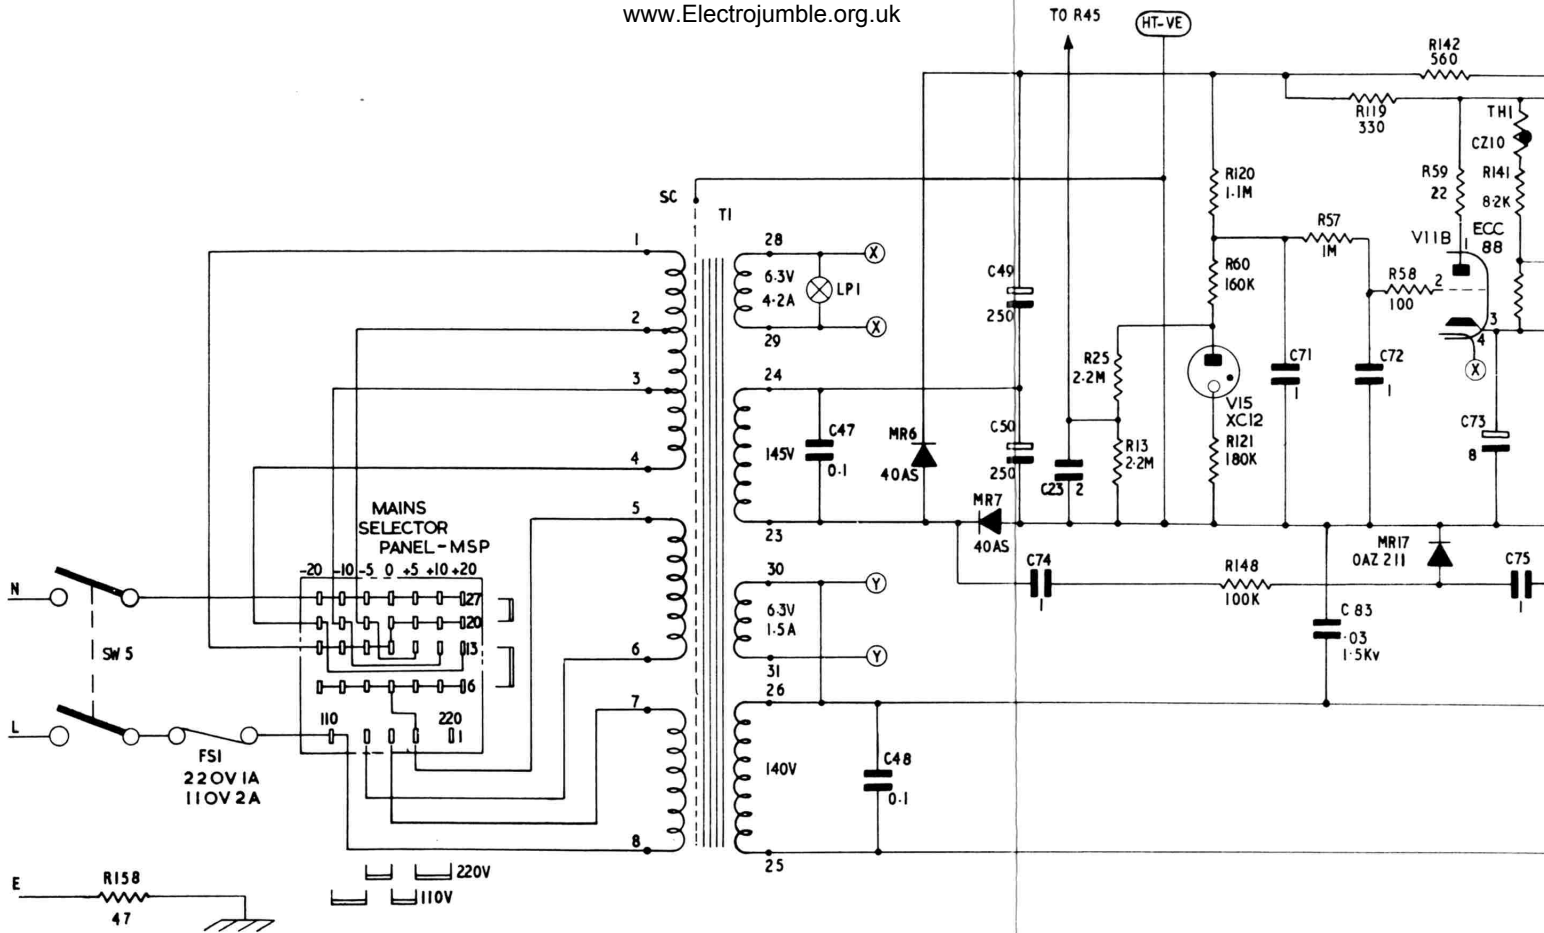 www.Electrojumble.org.uk
TO R45
HT-VE
R142
560
R119
330
TH1
CZ10
R59
22
R141
8·2K
R120
1·1M
SC
T1
R57
1M
V11B
ECC
88
1
2
3
4
X
R58
100
R60
160K
C49
250
1
28
6·3V
4·2A
LP1
X
X
29
2
3
4
24
C47
0.1
145V
23
MR6
40AS
C50
250
R25
2.2M
R13
2.2M
C23 2
V15
XC12
R121
180K
C71
1
C72
1
C73
8
MR7
40AS
MAINS
SELECTOR
PANEL-MSP
-20 -10 -5 0 +5 +10 +20
27
20
13
6
110
220
1
5
6
7
8
30
6.3V
1.5A
Y
Y
31
26
140V
C48
0.1
25
C74
1
R148
100K
MR17
OAZ 211
C75
1
C 83
·03
1·5Kv
N
SW 5
L
FS1
220V 1A
110V 2A
E
R158
47
220V
110V